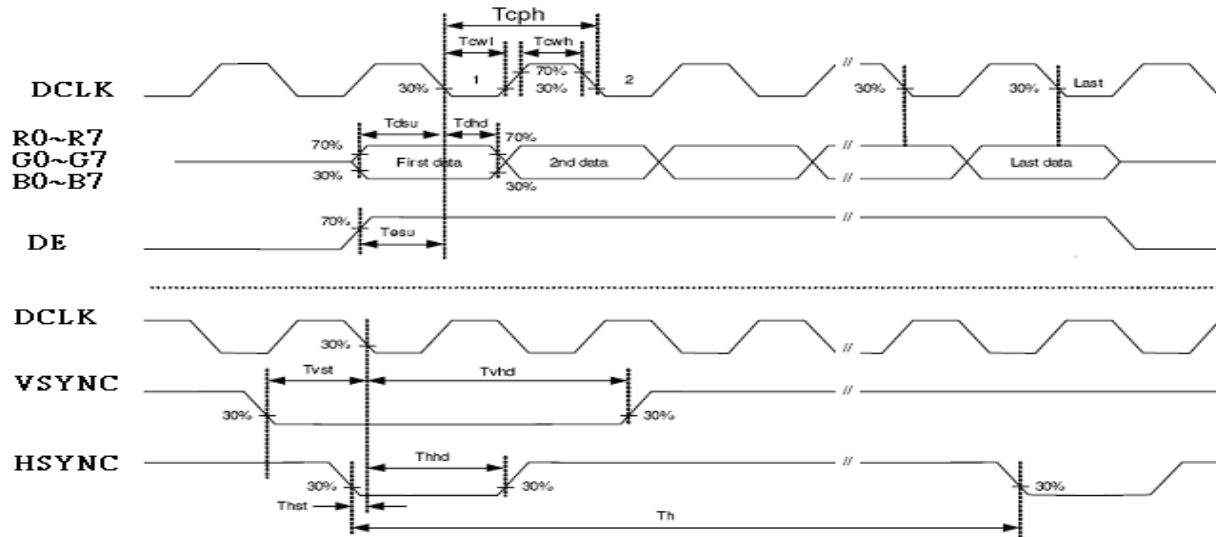 Tcph
Tcwl Tcwh
DCLK 30% 1 70% 30% 2 // 30% 30% Last
R0~R7 Tdsu Tdhd
G0~G7 70% First data 70% 2nd data // Last data
B0~B7 30% 30% //
70% //
DE Tesu
DCLK 30% //
VSYNC Tvst Tvhd //
30% 30%
HSYNC Thhd //
30% 30% 30%
Thst
Th